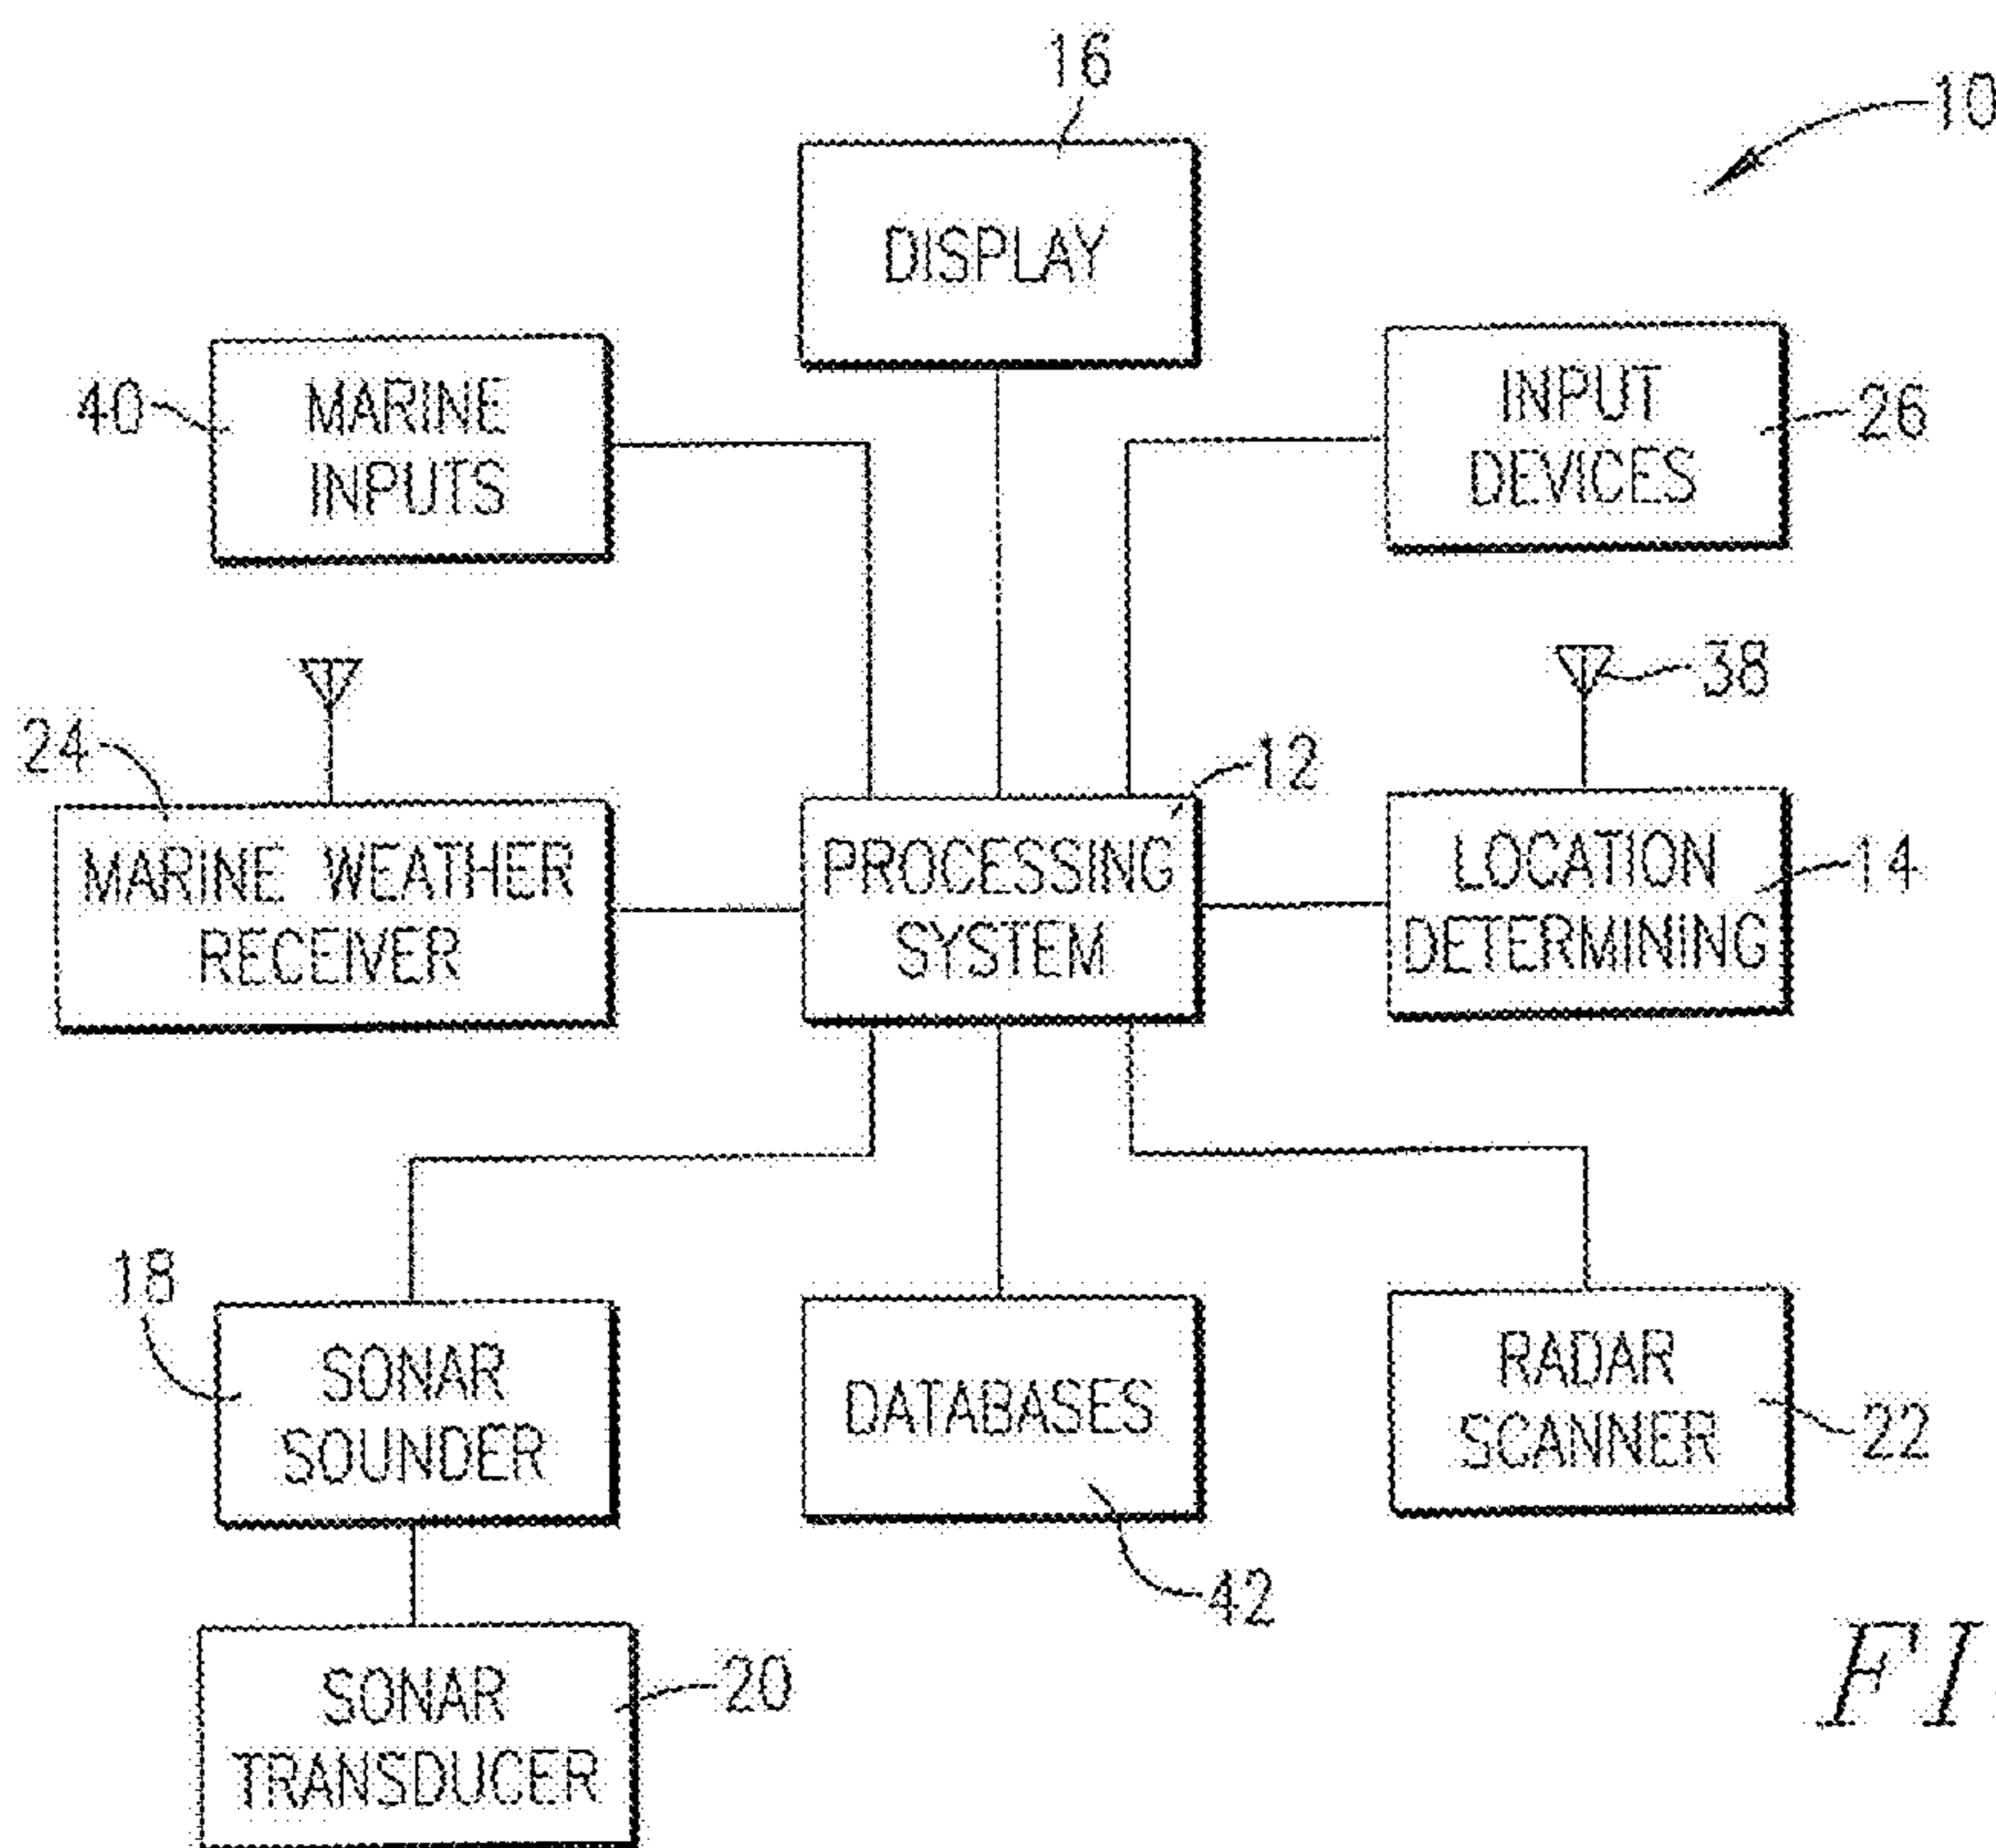 16
10
DISPLAY
40
MARINE
INPUTS
INPUT
DEVICES
26
38
24
12
MARINE WEATHER
RECEIVER
PROCESSING
SYSTEM
LOCATION
DETERMINING
14
18
SONAR
SOUNDER
DATABASES
RADAR
SCANNER
22
42
SONAR
TRANSDUCER
20
FI